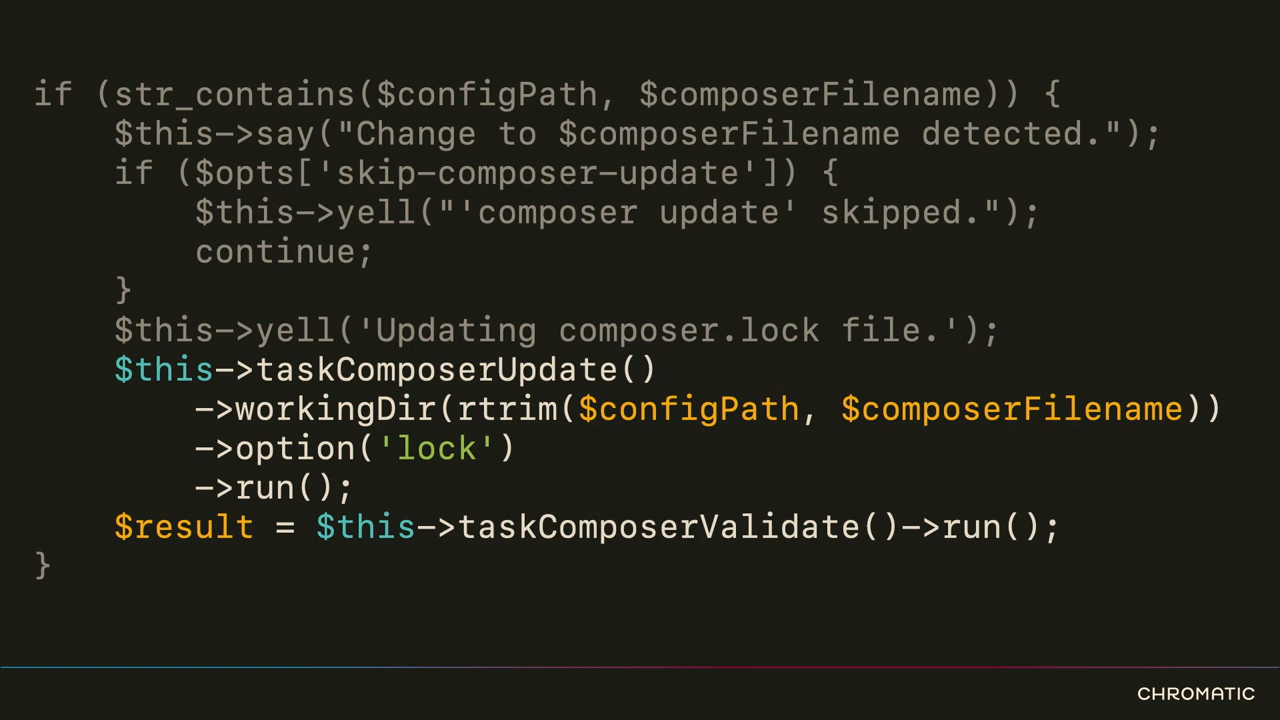 if (str_contains($configPath, $composerFilename)) {
    $this->say("Change to $composerFilename detected.");
    if ($opts['skip-composer-update']) {
        $this->yell("'composer update' skipped.");
        continue;
    }
    $this->yell('Updating composer.lock file.');
    $this->taskComposerUpdate()
        ->workingDir(rtrim($configPath, $composerFilename))
        ->option('lock')
        ->run();
    $result = $this->taskComposerValidate()->run();
}
CHROMATIC